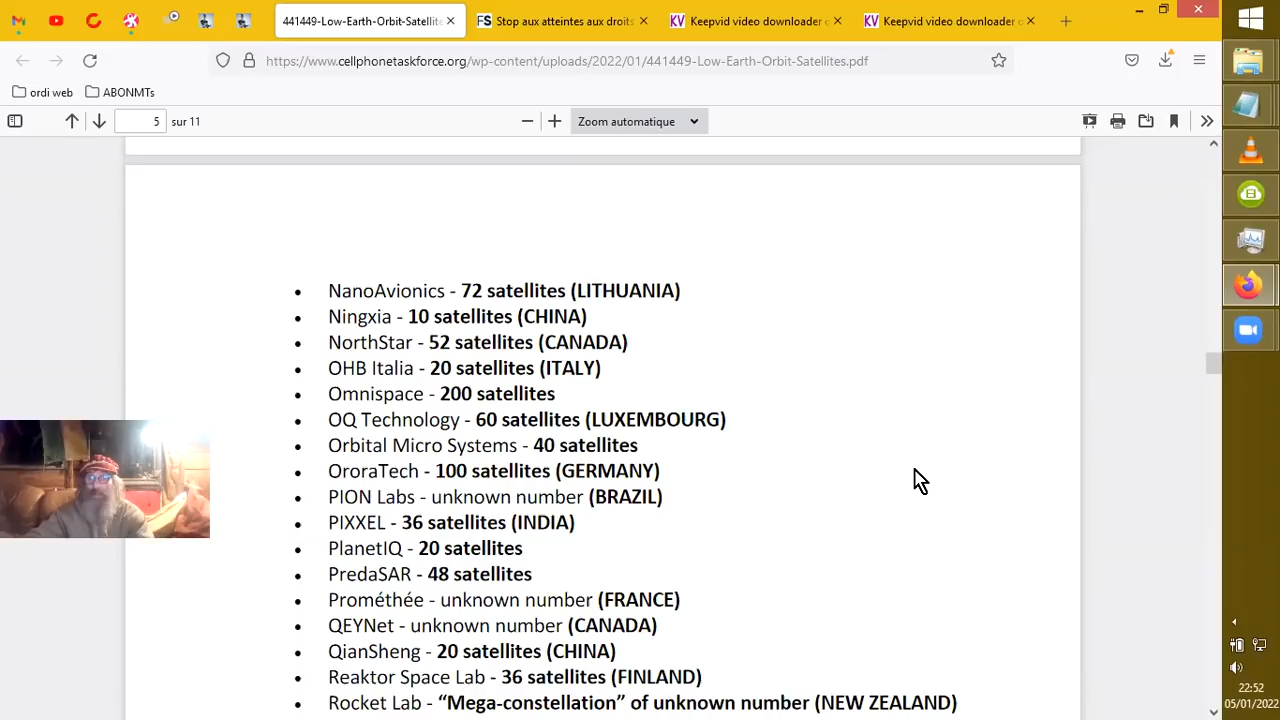 441449-Low-Earth-Orbit-Satellite
Stop aux atteintes aux droits
Keepvid video downloader o
Keepvid video downloader o
https://www.cellphonetaskforce.org/wp-content/uploads/2022/01/441449-Low-Earth-Orbit-Satellites.pdf
ordi web
ABONMTs
5 sur 11
Zoom automatique
• NanoAvionics - 72 satellites (LITHUANIA)
• Ningxia - 10 satellites (CHINA)
• NorthStar - 52 satellites (CANADA)
• OHB Italia - 20 satellites (ITALY)
• Omnispace - 200 satellites
• OQ Technology - 60 satellites (LUXEMBOURG)
• Orbital Micro Systems - 40 satellites
• OroraTech - 100 satellites (GERMANY)
• PION Labs - unknown number (BRAZIL)
• PIXXEL - 36 satellites (INDIA)
• PlanetIQ - 20 satellites
• PredaSAR - 48 satellites
• Prométhée - unknown number (FRANCE)
• QEYNet - unknown number (CANADA)
• QianSheng - 20 satellites (CHINA)
• Reaktor Space Lab - 36 satellites (FINLAND)
• Rocket Lab - “Mega-constellation” of unknown number (NEW ZEALAND)
22:52
05/01/2022